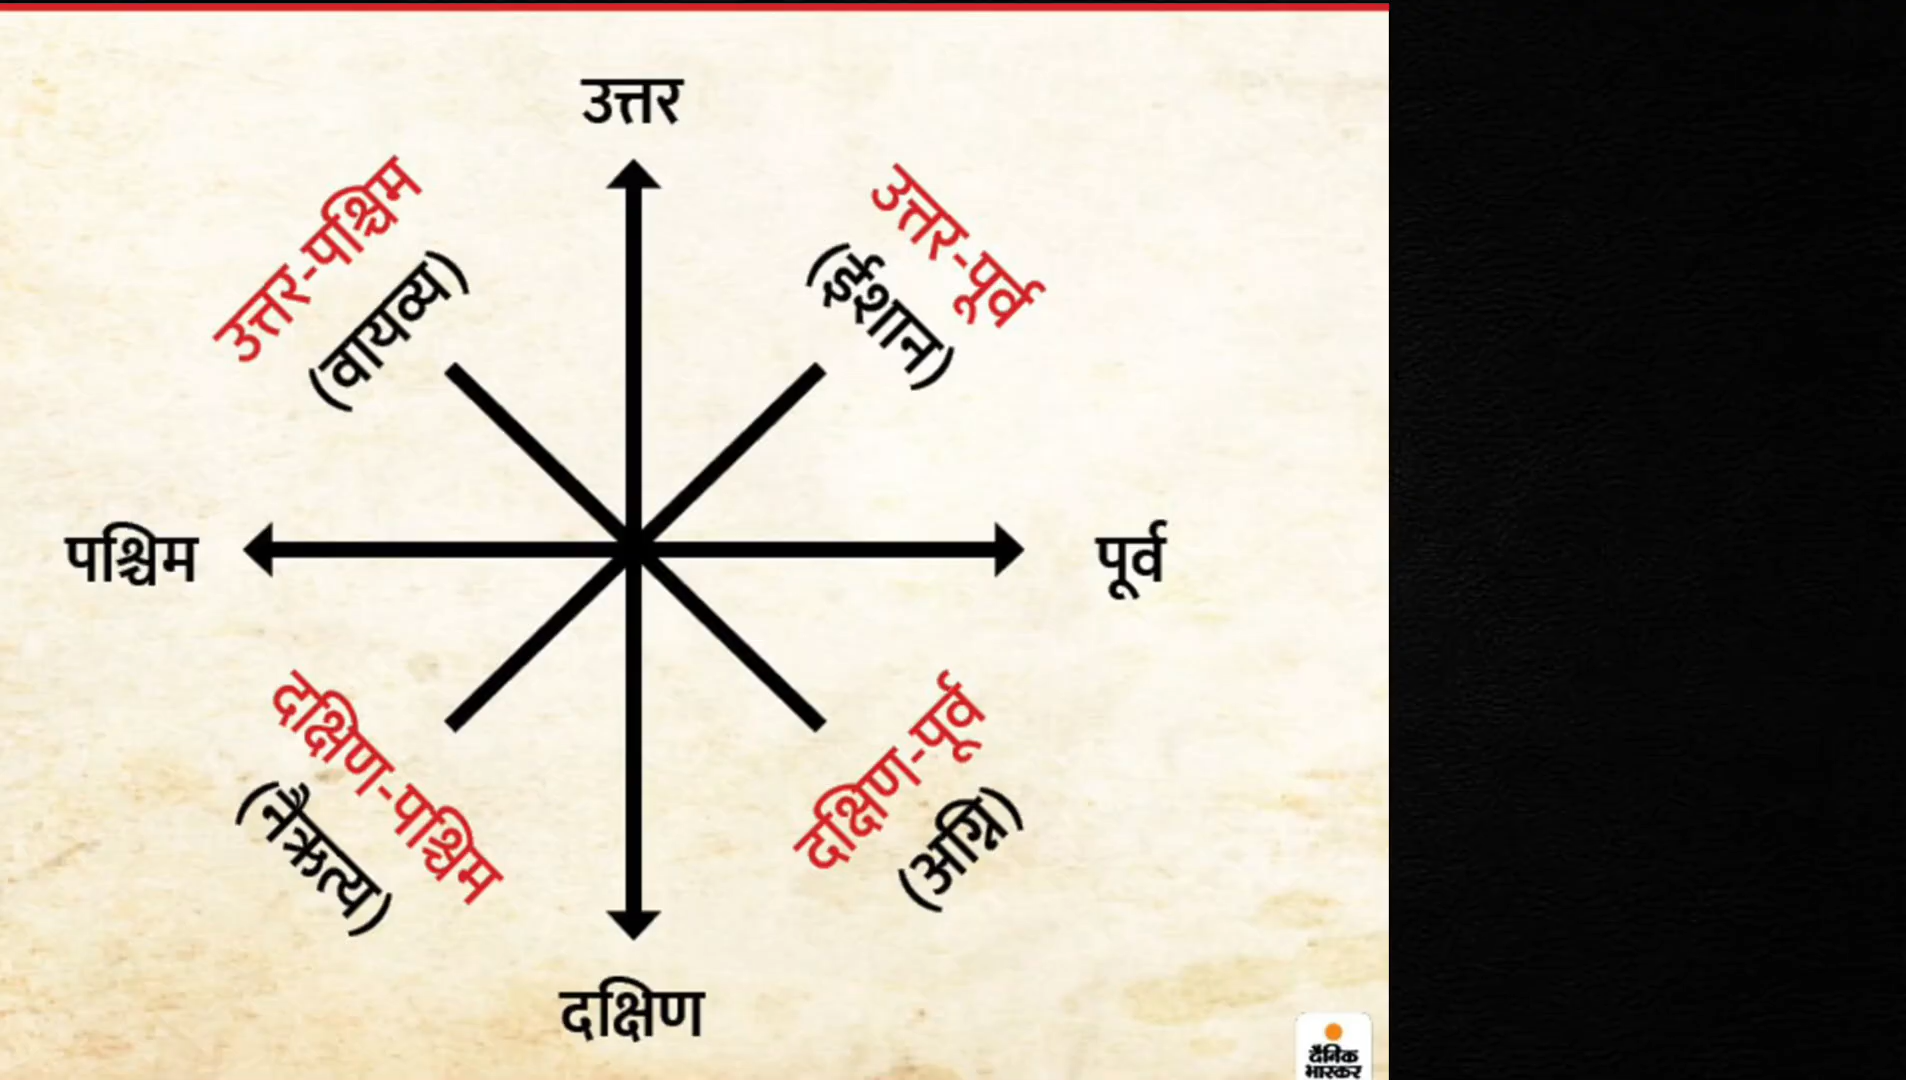 उत्तर
उत्तर-पश्चिम
(वायव्य)
उत्तर-पूर्व
(ईशान)
पश्चिम
पूर्व
दक्षिण-पश्चिम
(नैऋत्य)
दक्षिण-पूर्व
(अग्नि)
दक्षिण
दैनिक
भास्कर